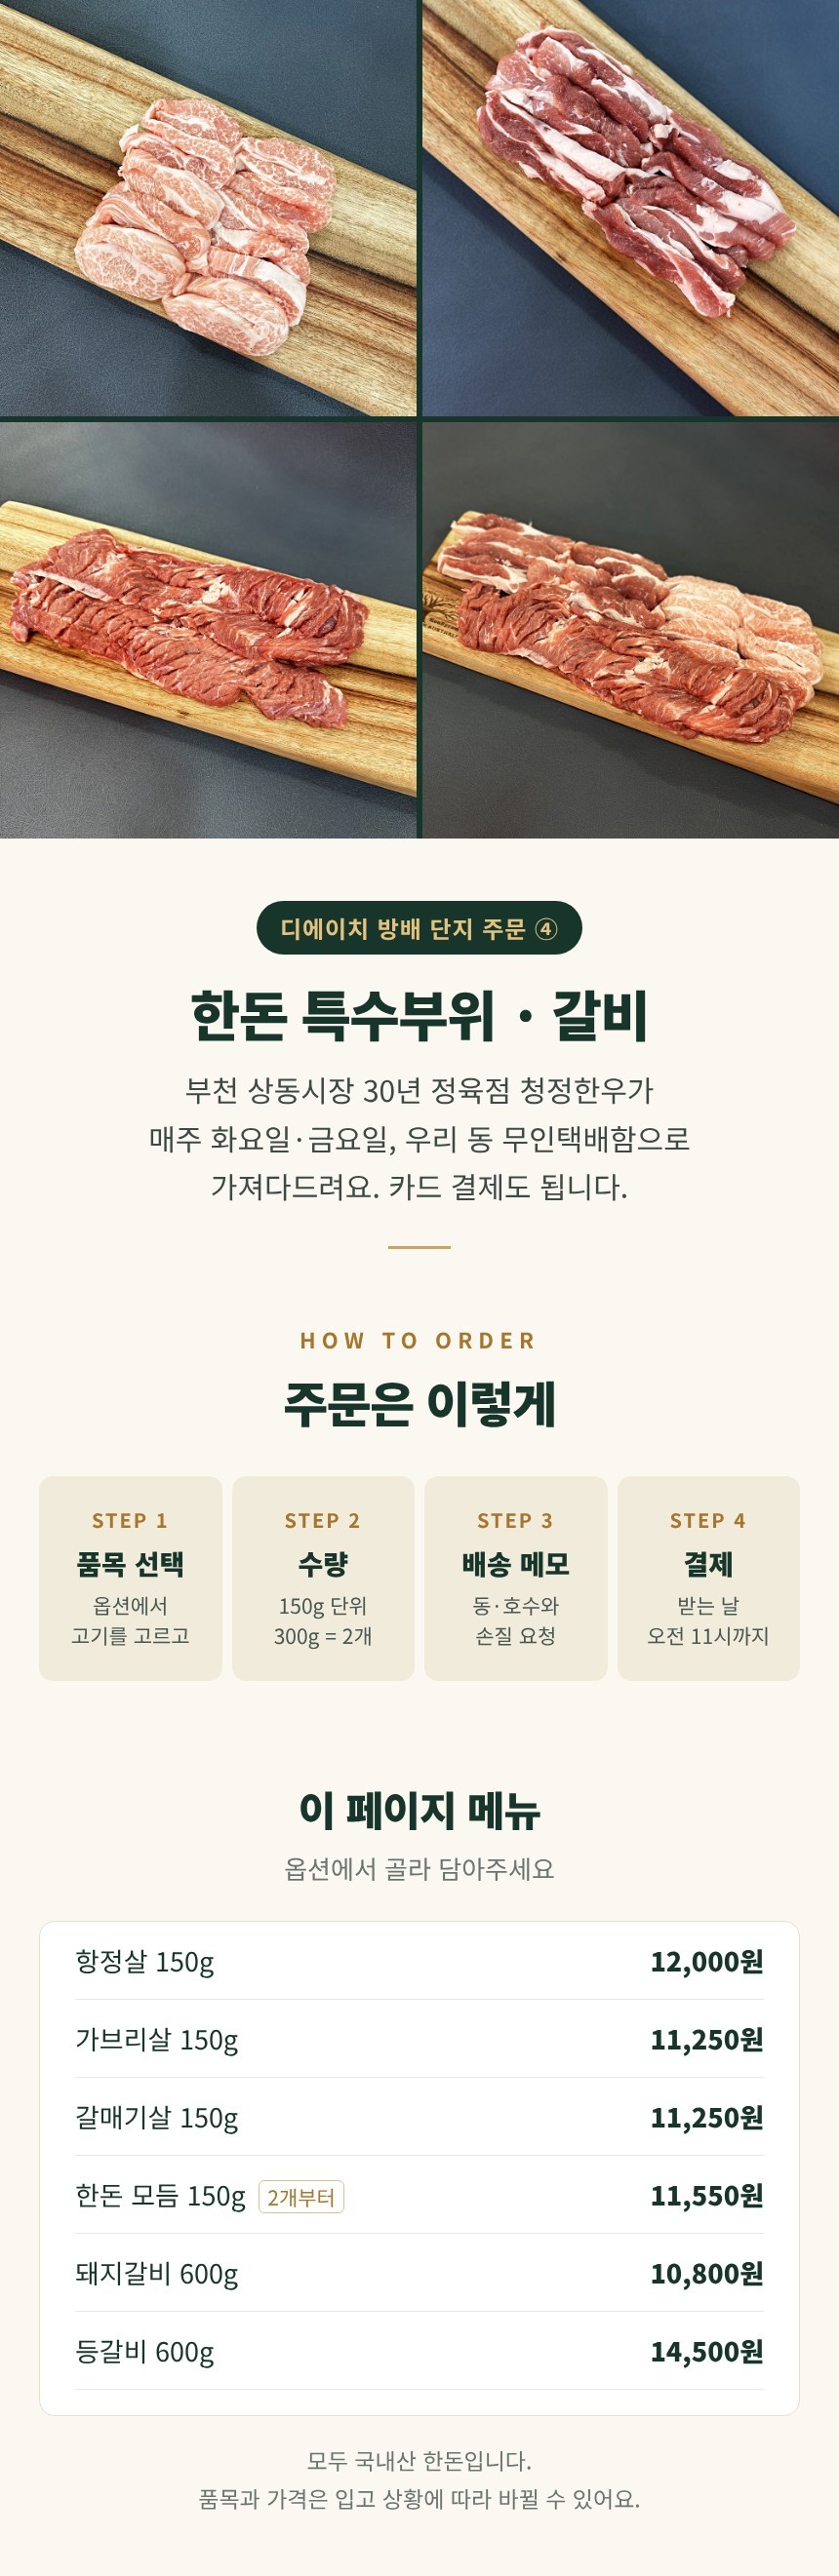 디에이치 방배 단지 주문 ④
한돈 특수부위 · 갈비
부천 상동시장 30년 정육점 청정한우가
매주 화요일·금요일, 우리 동 무인택배함으로
가져다드려요. 카드 결제도 됩니다.
HOW TO ORDER
주문은 이렇게
STEP 1
품목 선택
옵션에서
고기를 고르고
STEP 2
수량
150g 단위
300g = 2개
STEP 3
배송 메모
동·호수와
손질 요청
STEP 4
결제
받는 날
오전 11시까지
이 페이지 메뉴
옵션에서 골라 담아주세요
항정살 150g 12,000원
가브리살 150g 11,250원
갈매기살 150g 11,250원
한돈 모듬 150g 2개부터 11,550원
돼지갈비 600g 10,800원
등갈비 600g 14,500원
모두 국내산 한돈입니다.
품목과 가격은 입고 상황에 따라 바뀔 수 있어요.